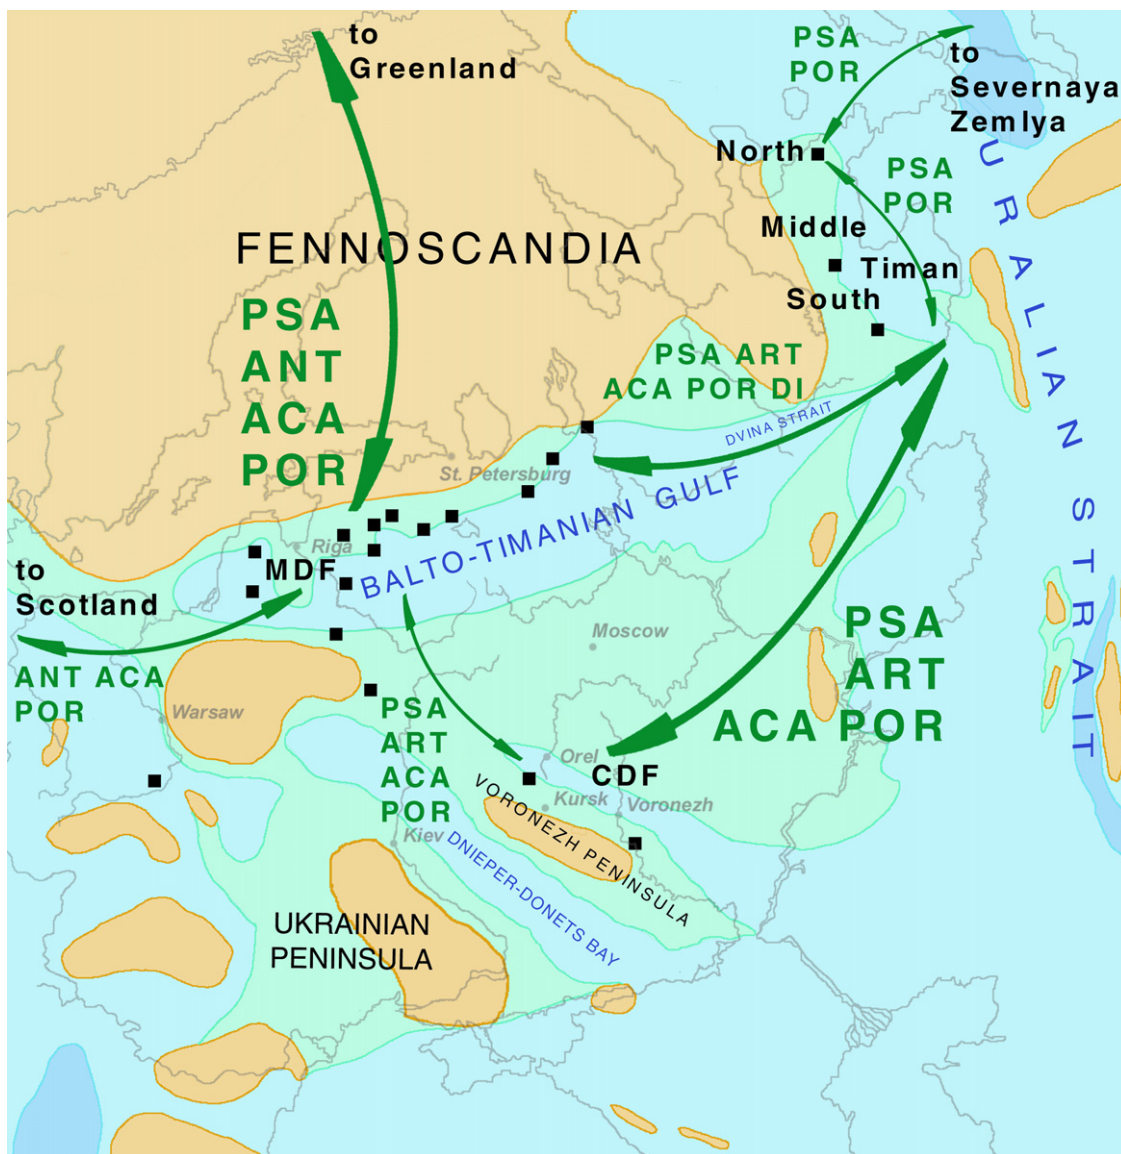 to
Greenland
PSA
POR
to
Severnaya
Zemlya
North
PSA
POR
Middle
Timan
South
FENNOSCANDIA
PSA
ANT
ACA
POR
PSA ART
ACA POR DI
DVINA STRAIT
URALIAN STRAIT
St. Petersburg
BALTO-TIMANIAN GULF
Riga
MDF
to
Scotland
ANT ACA
POR
Moscow
PSA
ART
ACA POR
Warsaw
PSA
ART
ACA
POR
Orel
CDF
Kursk
Voronezh
VORONEZH PENINSULA
Kiev
DNIEPER-DONETS BAY
UKRAINIAN
PENINSULA